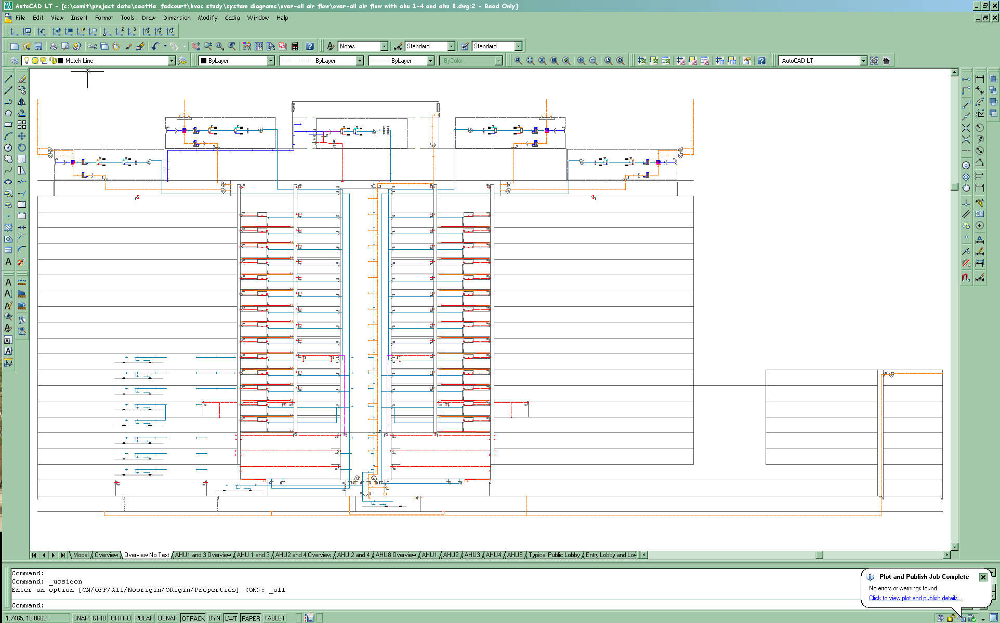 AutoCAD LT - [c:\comit\project data\seattle_fedcourt\hvac study\system diagrams\over-all air flow\over-all air flow with ahu 1-4 and ahu 8.dwg:2 - Read Only]
File Edit View Insert Format Tools Draw Dimension Modify Cadig Window Help
Notes Standard Standard
Match Line ByLayer ByLayer ByLayer ByColor AutoCAD LT
Model Overview Overview No Text AHU1 and 3 Overview AHU 1 and 3 AHU2 and 4 Overview AHU 2 and 4 AHU8 Overview AHU1 AHU2 AHU3 AHU4 AHU8 Typical Public Lobby Entry Lobby and Lov
Command:
Command: _ucsicon
Enter an option [ON/OFF/All/Noorigin/ORigin/Properties] <ON>: _off
Command:
Plot and Publish Job Complete
No errors or warnings found
Click to view plot and publish details...
1.7465, 10.0682 SNAP GRID ORTHO POLAR OSNAP OTRACK DYN LWT PAPER TABLET